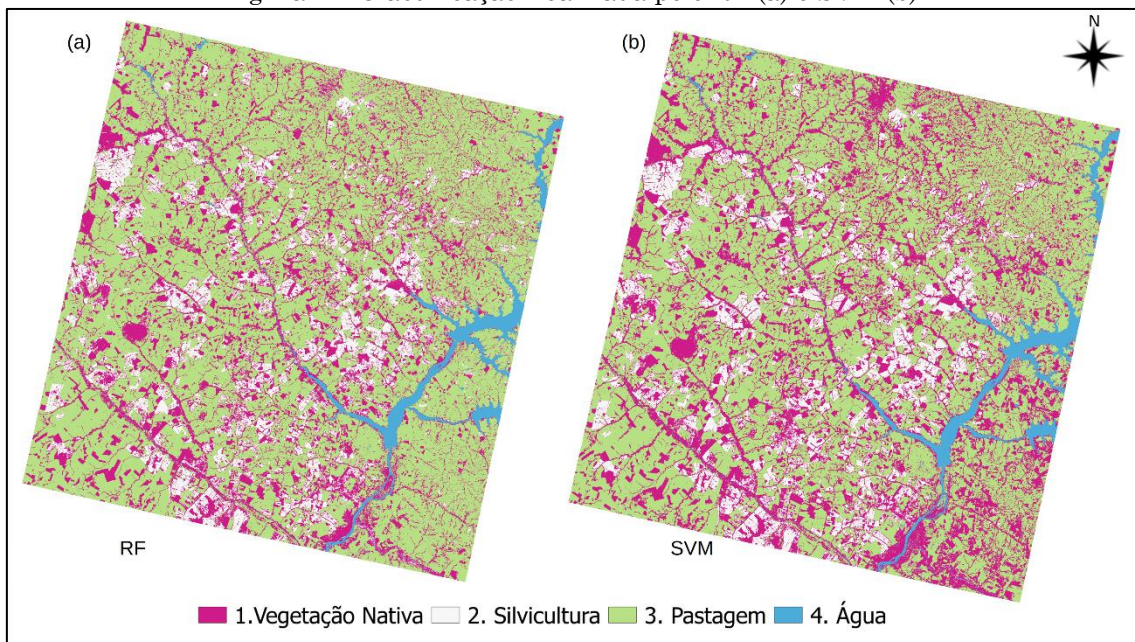 (a)
(b)
N
RF
SVM
1.Vegetação Nativa 2. Silvicultura 3. Pastagem 4. Água